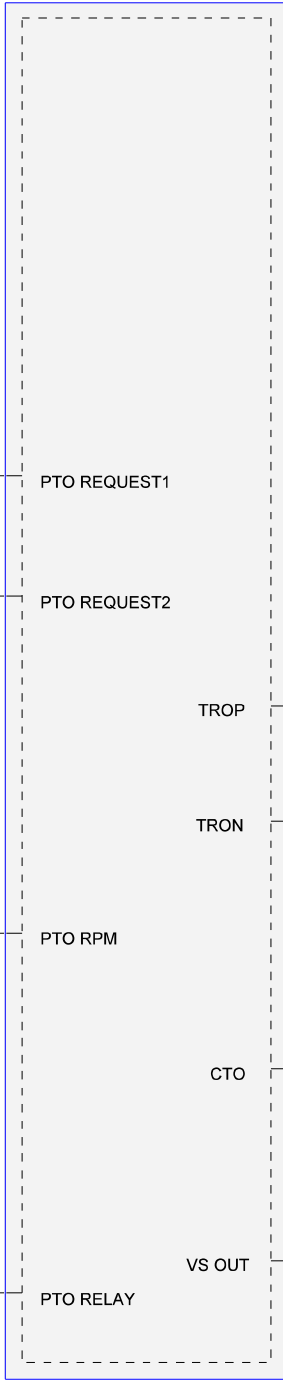 PTO REQUEST1
PTO REQUEST2
TROP
TRON
PTO RPM
CTO
VS OUT
PTO RELAY